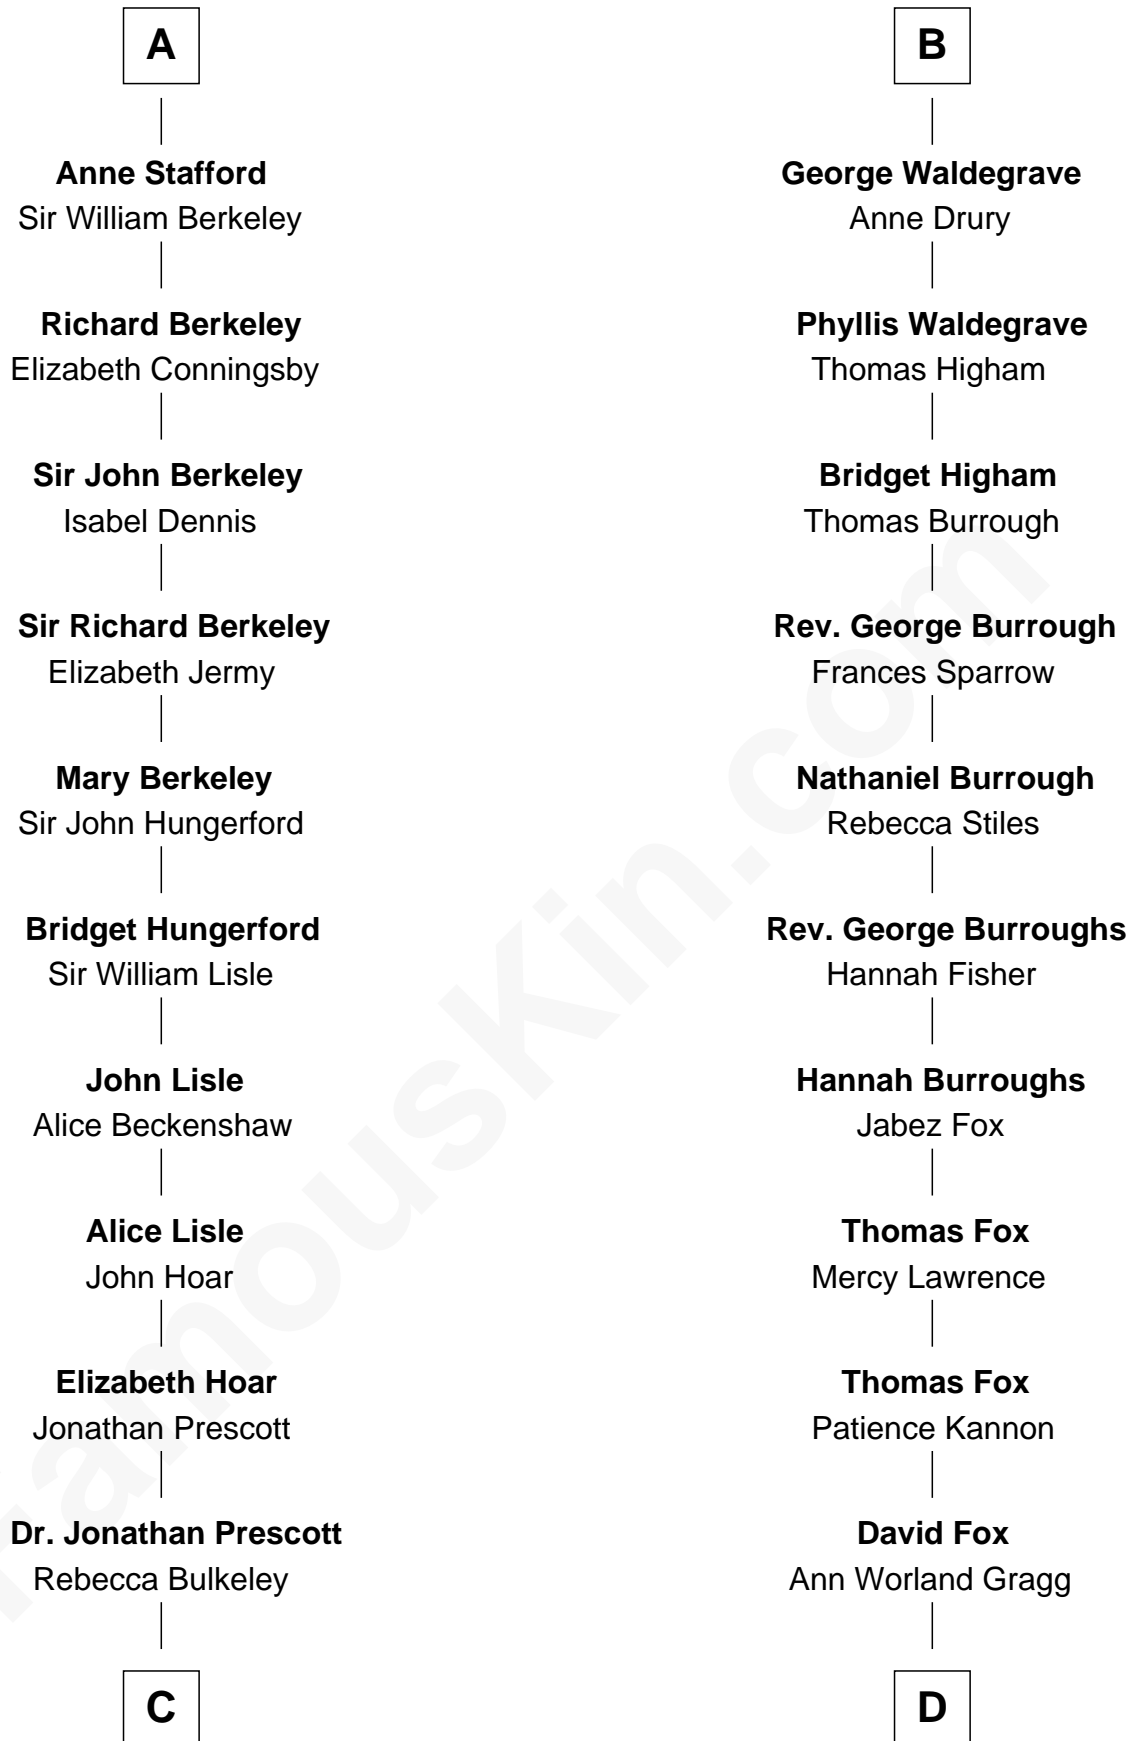 A
Anne Stafford
Sir William Berkeley
Richard Berkeley
Elizabeth Conningsby
Sir John Berkeley
Isabel Dennis
Sir Richard Berkeley
Elizabeth Jermy
Mary Berkeley
Sir John Hungerford
Bridget Hungerford
Sir William Lisle
John Lisle
Alice Beckenshaw
Alice Lisle
John Hoar
Elizabeth Hoar
Jonathan Prescott
Dr. Jonathan Prescott
Rebecca Bulkeley
C
B
George Waldegrave
Anne Drury
Phyllis Waldegrave
Thomas Higham
Bridget Higham
Thomas Burrough
Rev. George Burrough
Frances Sparrow
Nathaniel Burrough
Rebecca Stiles
Rev. George Burroughs
Hannah Fisher
Hannah Burroughs
Jabez Fox
Thomas Fox
Mercy Lawrence
Thomas Fox
Patience Kannon
David Fox
Ann Worland Gragg
D
FamousKin.com